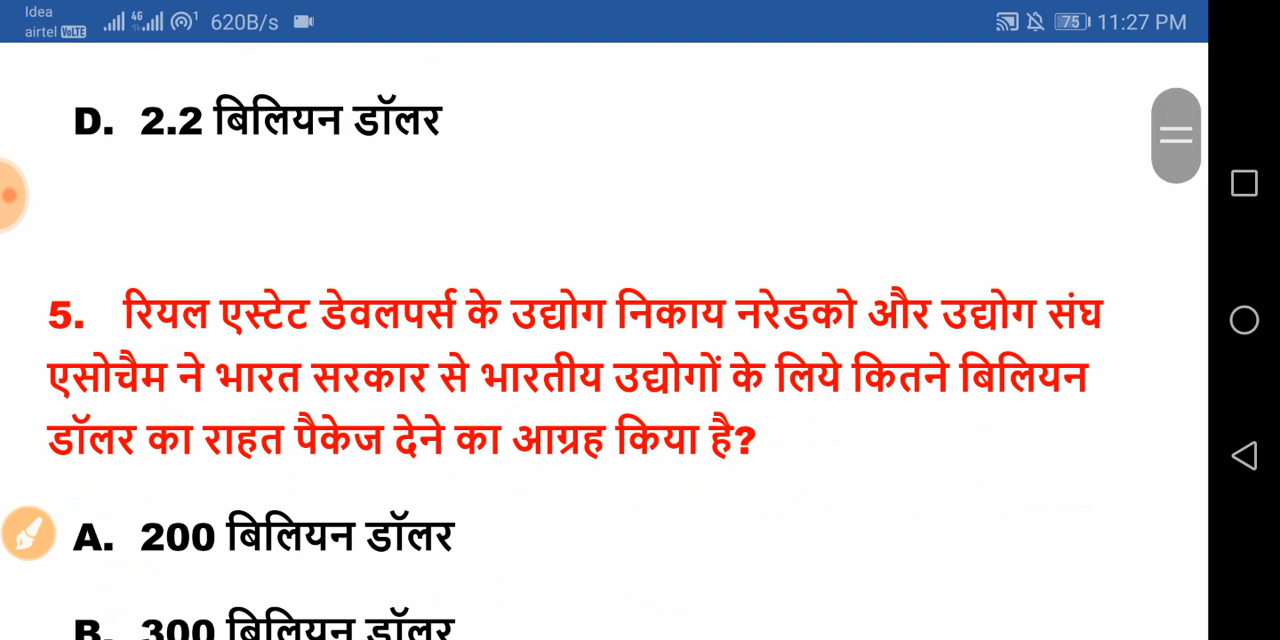 Idea
airtel VoLTE 4G 1 620B/s 75 11:27 PM
D. 2.2 बिलियन डॉलर
5. रियल एस्टेट डेवलपर्स के उद्योग निकाय नरेडको और उद्योग संघ
एसोचैम ने भारत सरकार से भारतीय उद्योगों के लिये कितने बिलियन
डॉलर का राहत पैकेज देने का आग्रह किया है?
A. 200 बिलियन डॉलर
B. 300 बिलियन डॉलर